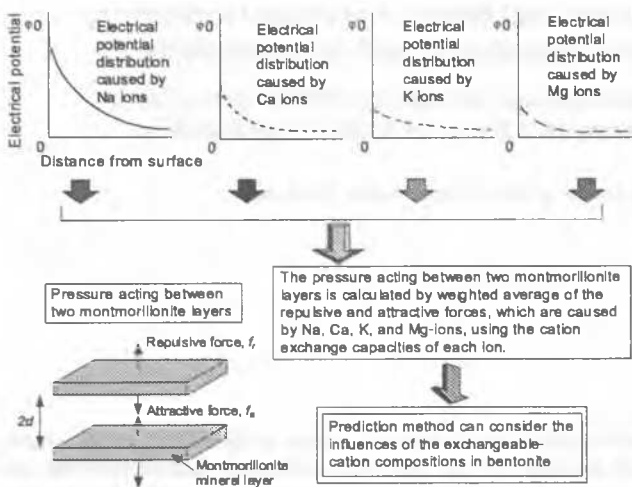 Electrical potential
φ0
Electrical
potential
distribution
caused by
Na ions
0
0
Distance from surface
φ0
Electrical
potential
distribution
caused by
Ca ions
0
φ0
Electrical
potential
distribution
caused by
K ions
0
φ0
Electrical
potential
distribution
caused by
Mg ions
0
The pressure acting between two montmorillonite
layers is calculated by weighted average of the
repulsive and attractive forces, which are caused
by Na, Ca, K, and Mg-ions, using the cation
exchange capacities of each ion.
Pressure acting between
two montmorillonite layers
Repulsive force, fr
2d
Attractive force, fa
Montmorillonite
mineral layer
Prediction method can consider the
influences of the exchangeable-
cation compositions in bentonite